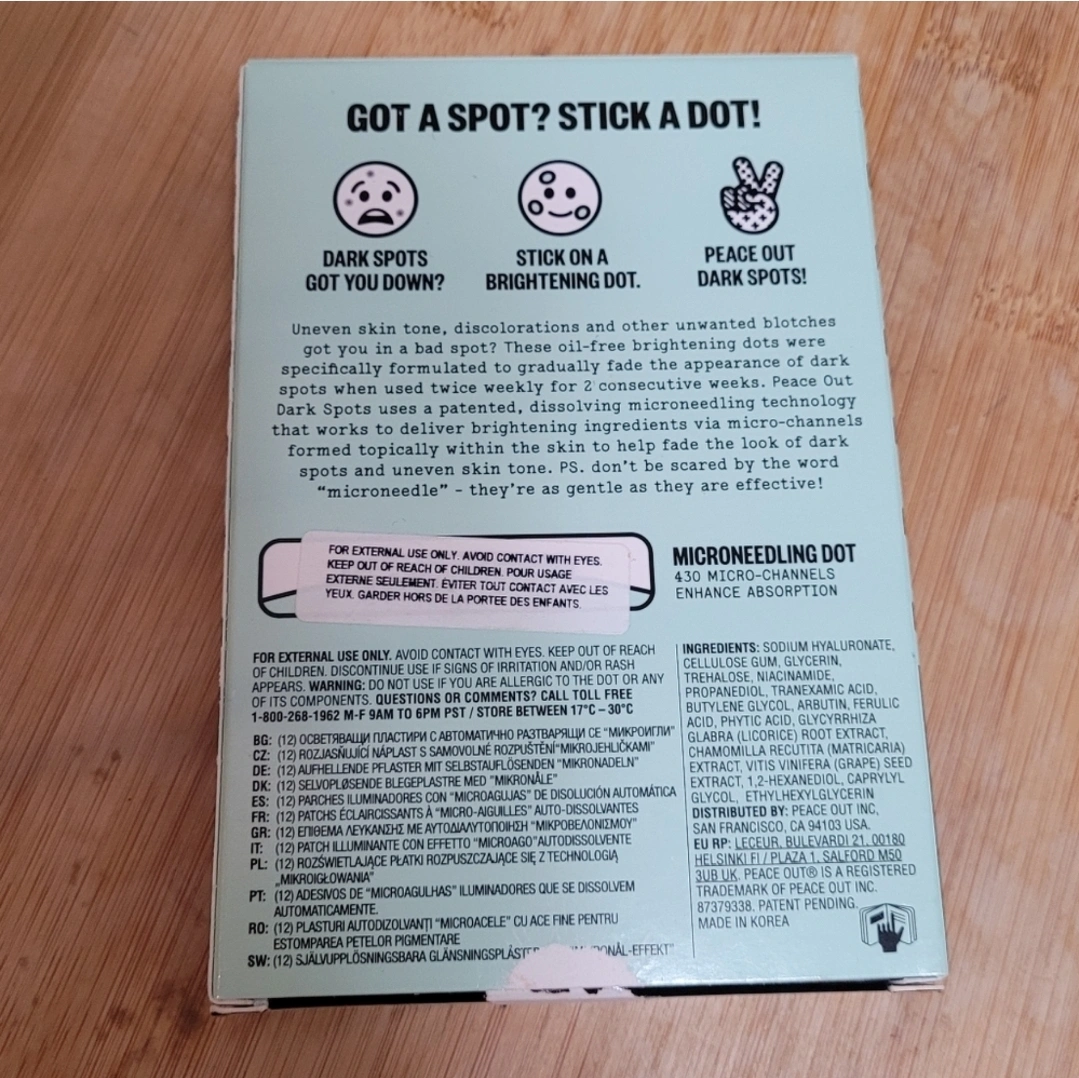 GOT A SPOT? STICK A DOT!
DARK SPOTS
GOT YOU DOWN?
STICK ON A
BRIGHTENING DOT.
PEACE OUT
DARK SPOTS!
Uneven skin tone, discolorations and other unwanted blotches
got you in a bad spot? These oil-free brightening dots were
specifically formulated to gradually fade the appearance of dark
spots when used twice weekly for 2 consecutive weeks. Peace Out
Dark Spots uses a patented, dissolving microneedling technology
that works to deliver brightening ingredients via micro-channels
formed topically within the skin to help fade the look of dark
spots and uneven skin tone. PS. don't be scared by the word
“microneedle” – they're as gentle as they are effective!
FOR EXTERNAL USE ONLY. AVOID CONTACT WITH EYES.
KEEP OUT OF REACH OF CHILDREN. POUR USAGE
EXTERNE SEULEMENT. ÉVITER TOUT CONTACT AVEC LES
YEUX. GARDER HORS DE LA PORTEE DES ENFANTS.
MICRONEEDLING DOT
430 MICRO-CHANNELS
ENHANCE ABSORPTION
FOR EXTERNAL USE ONLY. AVOID CONTACT WITH EYES. KEEP OUT OF REACH
OF CHILDREN. DISCONTINUE USE IF SIGNS OF IRRITATION AND/OR RASH
APPEARS. WARNING: DO NOT USE IF YOU ARE ALLERGIC TO THE DOT OR ANY
OF ITS COMPONENTS. QUESTIONS OR COMMENTS? CALL TOLL FREE
1-800-268-1962 M-F 9AM TO 6PM PST / STORE BETWEEN 17°C – 30°C
BG: (12) ОСВЕТЯВАЩИ ПЛАСТИРИ С АВТОМАТИЧНО РАЗТВАРЯЩИ СЕ “МИКРОИГЛИ”
CZ: (12) ROZJASŇUJÍCÍ NÁPLAST S SAMOVOLNÉ ROZPUŠTĚNÍ“MIKROJEHLIČKAMI”
DE: (12) AUFHELLENDE PFLASTER MIT SELBSTAUFLÖSENDEN “MIKRONADELN”
DK: (12) SELVOPLØSENDE BLEGEPLASTRE MED “MIKRONÅLE”
ES: (12) PARCHES ILUMINADORES CON “MICROAGUJAS” DE DISOLUCIÓN AUTOMÁTICA
FR: (12) PATCHS ÉCLAIRCISSANTS À “MICRO-AIGUILLES” AUTO-DISSOLVANTES
GR: (12) ΕΠΙΘΕΜΑ ΛΕΥΚΑΝΣΗΣ ΜΕ ΑΥΤΟΔΙΑΛΥΤΟΠΟΙΗΣΗ “ΜΙΚΡΟΒΕΛΟΝΙΣΜΟΥ”
IT: (12) PATCH ILLUMINANTE CON EFFETTO “MICROAGO”AUTODISSOLVENTE
PL: (12) ROZŚWIETLAJĄCE PŁATKI ROZPUSZCZAJĄCE SIĘ Z TECHNOLOGIĄ
„MIKROIGŁOWANIA”
PT: (12) ADESIVOS DE “MICROAGULHAS” ILUMINADORES QUE SE DISSOLVEM
AUTOMATICAMENTE.
RO: (12) PLASTURI AUTODIZOLVANȚI “MICROACELE” CU ACE FINE PENTRU
ESTOMPAREA PETELOR PIGMENTARE
SW: (12) SJÄLVUPPLÖSNINGSBARA
INGREDIENTS: SODIUM HYALURONATE,
CELLULOSE GUM, GLYCERIN,
TREHALOSE, NIACINAMIDE,
PROPANEDIOL, TRANEXAMIC ACID,
BUTYLENE GLYCOL, ARBUTIN, FERULIC
ACID, PHYTIC ACID, GLYCYRRHIZA
GLABRA (LICORICE) ROOT EXTRACT,
CHAMOMILLA RECUTITA (MATRICARIA)
EXTRACT, VITIS VINIFERA (GRAPE) SEED
EXTRACT, 1,2-HEXANEDIOL, CAPRYLYL
GLYCOL, ETHYLHEXYLGLYCERIN
DISTRIBUTED BY: PEACE OUT INC,
SAN FRANCISCO, CA 94103 USA.
EU RP: LECEUR, BULEVARDI 21, 00180
HELSINKI FI / PLAZA 1, SALFORD M50
3UB UK. PEACE OUT® IS A REGISTERED
TRADEMARK OF PEACE OUT INC.
87379338. PATENT PENDING.
MADE IN KOREA